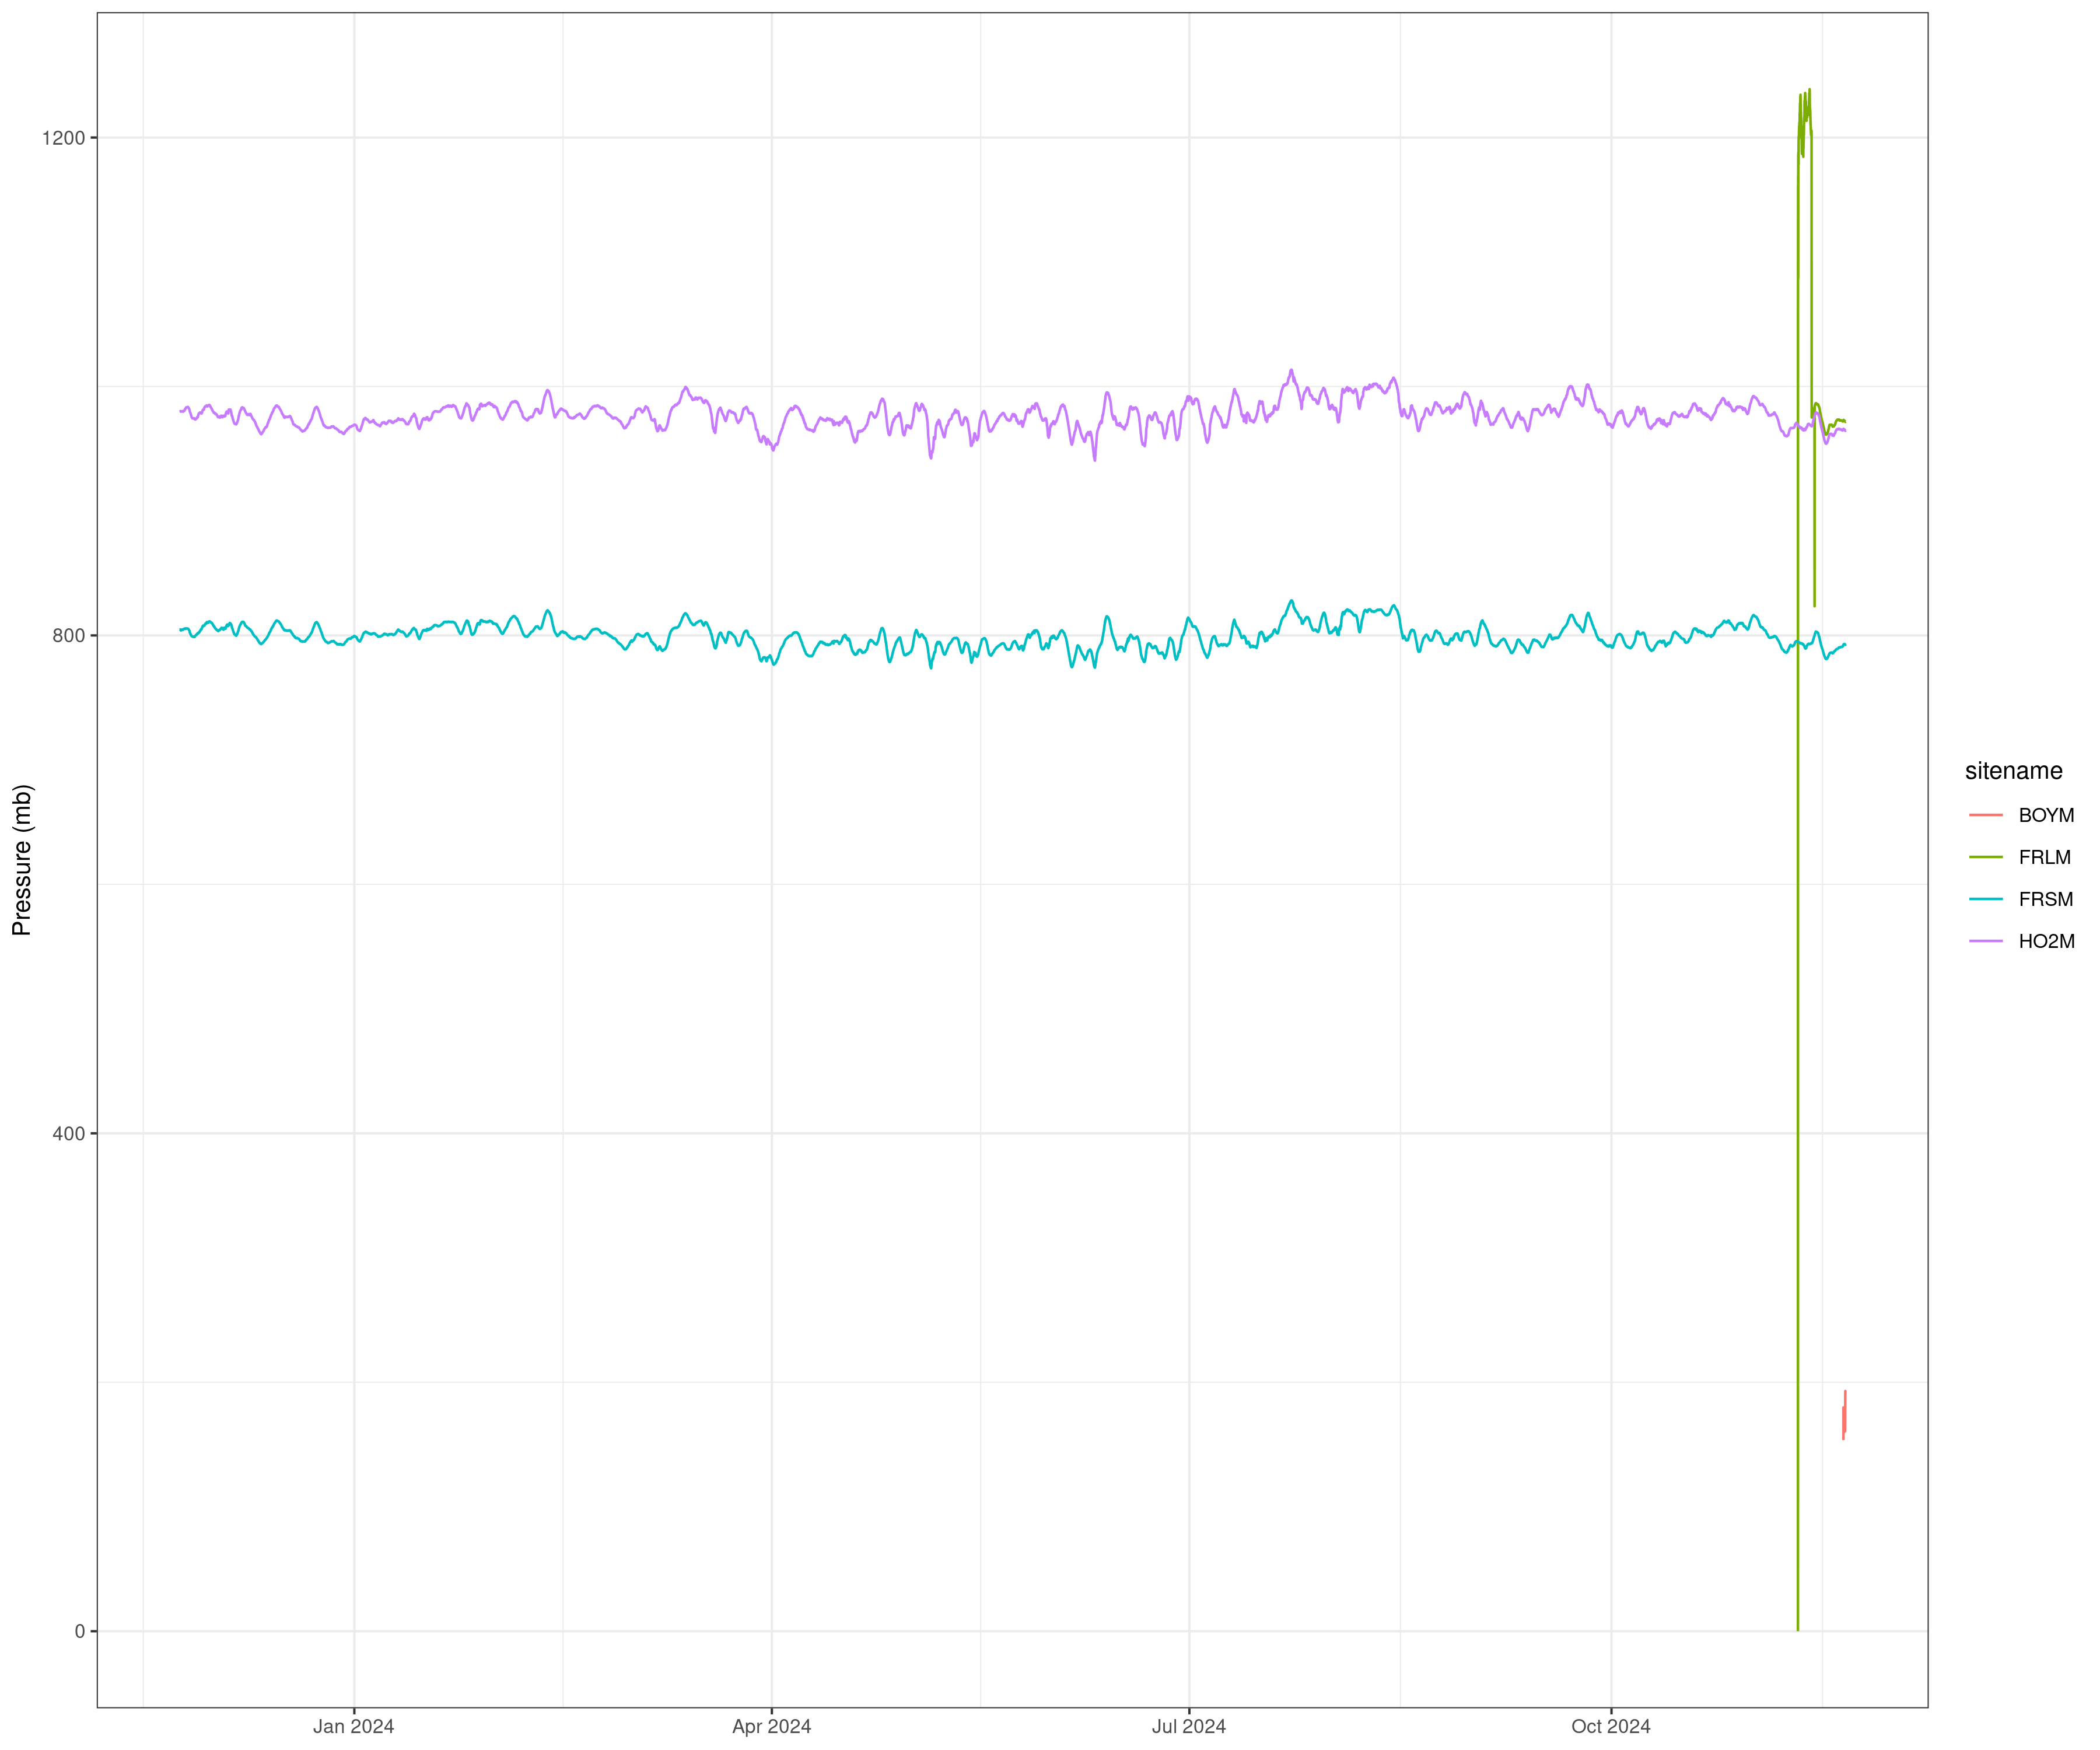 1200
800
400
0
Pressure (mb)
Jan 2024
Apr 2024
Jul 2024
Oct 2024
sitename
BOYM
FRLM
FRSM
HO2M